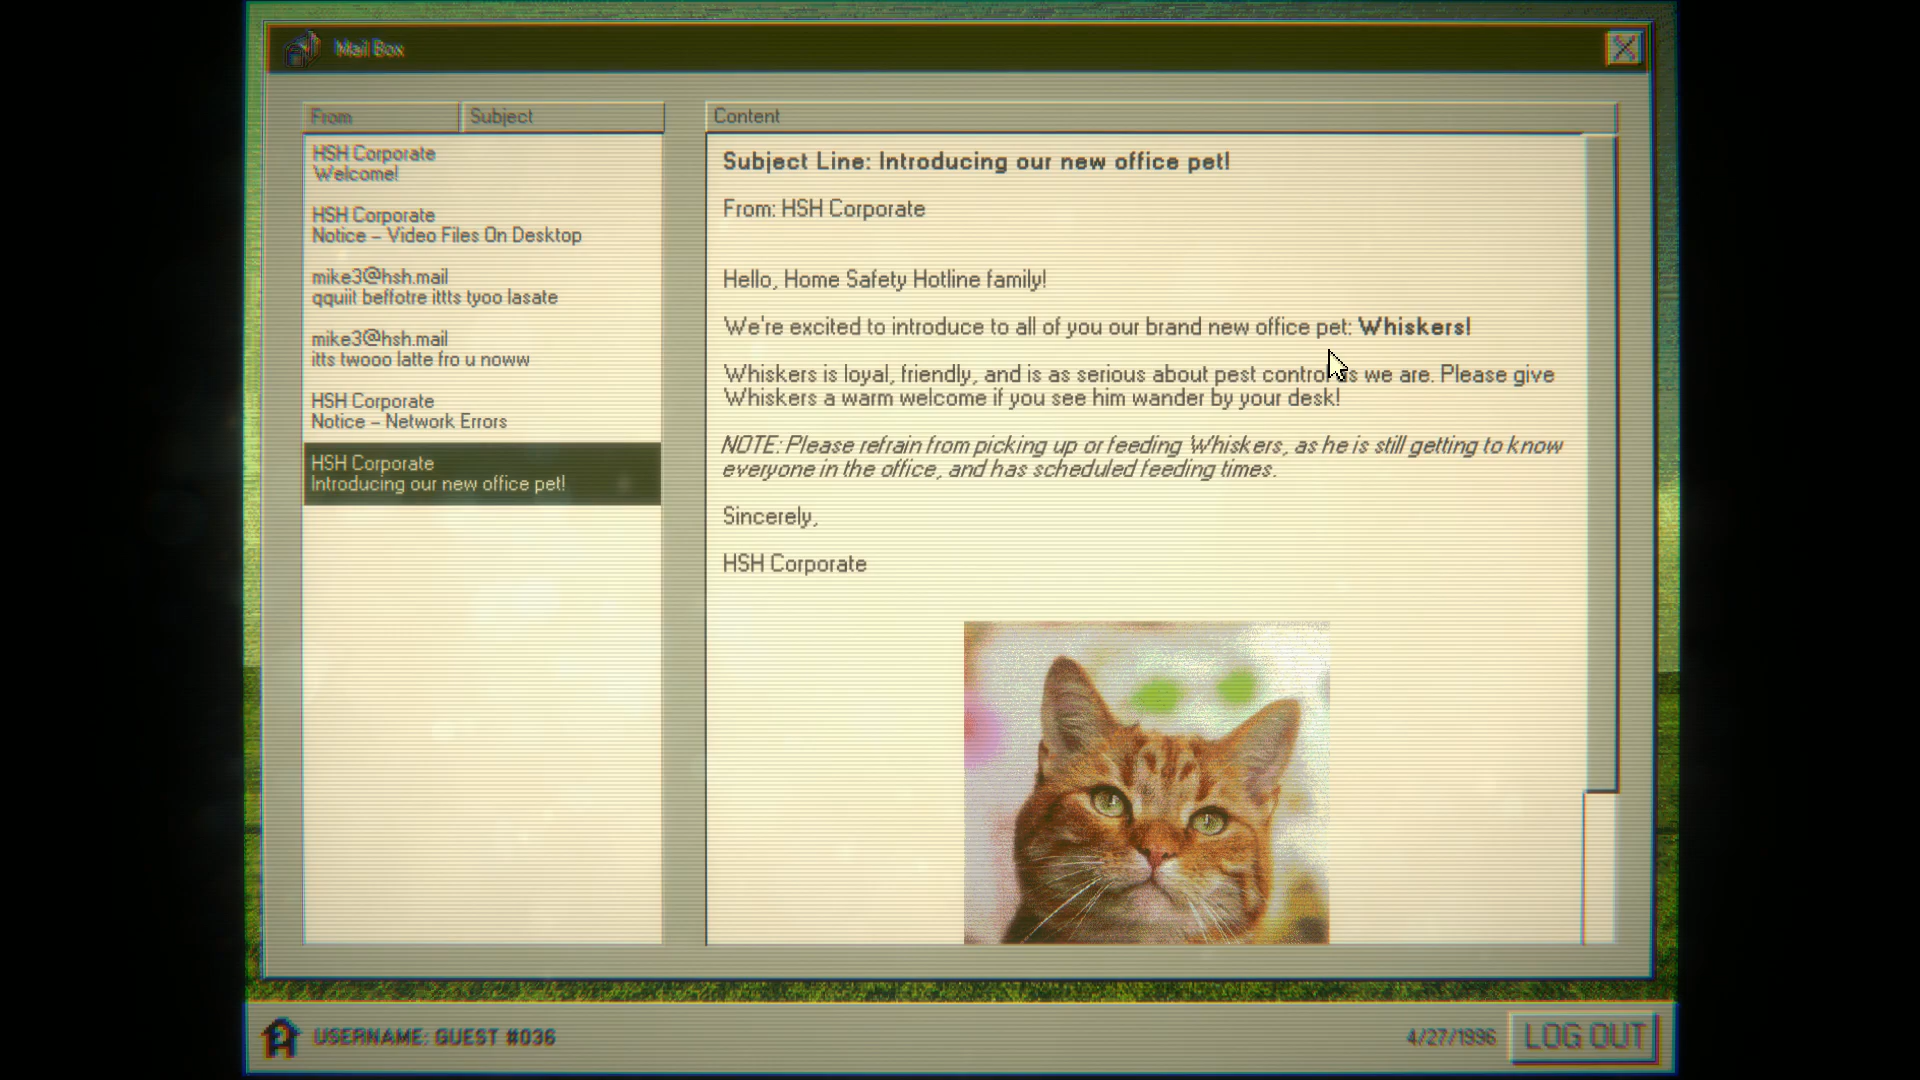 Mail Box
From
Subject
HSH Corporate
Welcome!
HSH Corporate
Notice – Video Files On Desktop
mike3@hsh.mail
qquiit beffotre ittts tyoo lasate
mike3@hsh.mail
itts twooo latte fro u noww
HSH Corporate
Notice – Network Errors
HSH Corporate
Introducing our new office pet!
Content
Subject Line: Introducing our new office pet!
From: HSH Corporate
Hello, Home Safety Hotline family!
We're excited to introduce to all of you our brand new office pet: Whiskers!
Whiskers is loyal, friendly, and is as serious about pest control as we are. Please give
Whiskers a warm welcome if you see him wander by your desk!
NOTE: Please refrain from picking up or feeding Whiskers, as he is still getting to know
everyone in the office, and has scheduled feeding times.
Sincerely,
HSH Corporate
USERNAME: GUEST #036
4/27/1996
LOG OUT